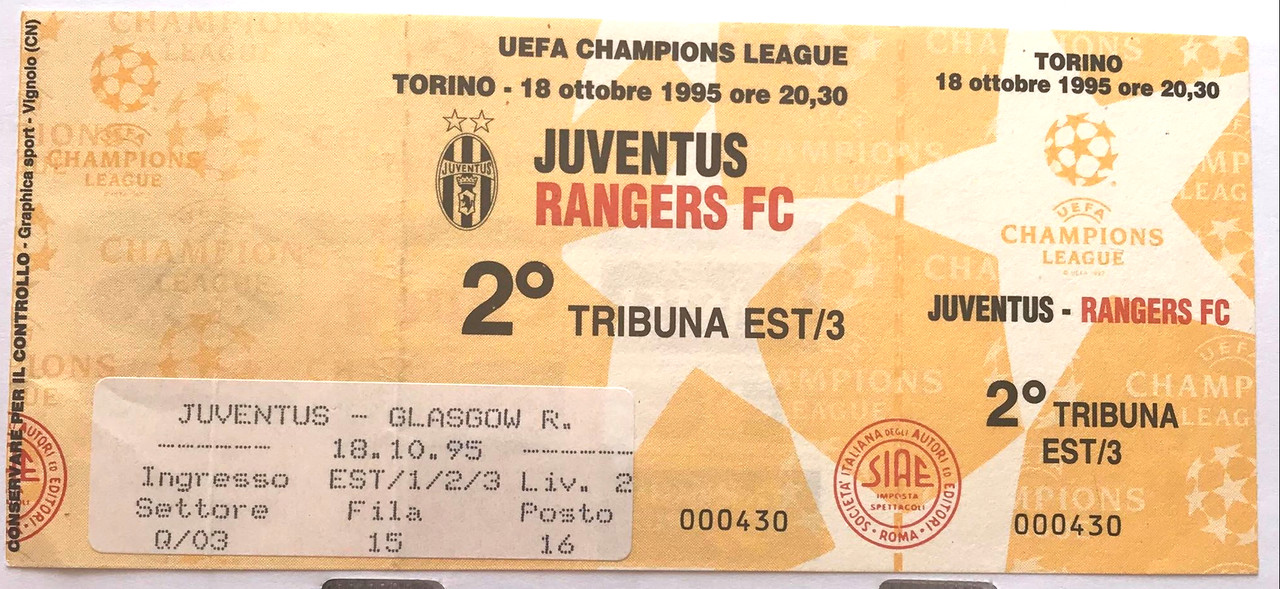 CONSERVARE PER IL CONTROLLO - Graphica sport - Vignolo (CN)
UEFA
CHAMPIONS
LEAGUE
UEFA CHAMPIONS LEAGUE
TORINO - 18 ottobre 1995 ore 20,30
JUVENTUS
JUVENTUS
RANGERS FC
2° TRIBUNA EST/3
JUVENTUS - GLASGOW R.
18.10.95
Ingresso EST/1/2/3 Liv. 2
Settore Fila Posto
Q/03 15 16
000430
TORINO
18 ottobre 1995 ore 20,30
UEFA
CHAMPIONS
LEAGUE
JUVENTUS - RANGERS FC
2° TRIBUNA
EST/3
SOCIETÀ ITALIANA DEGLI AUTORI ED EDITORI · ROMA ·
SIAE
IMPOSTA
SPETTACOLI
000430